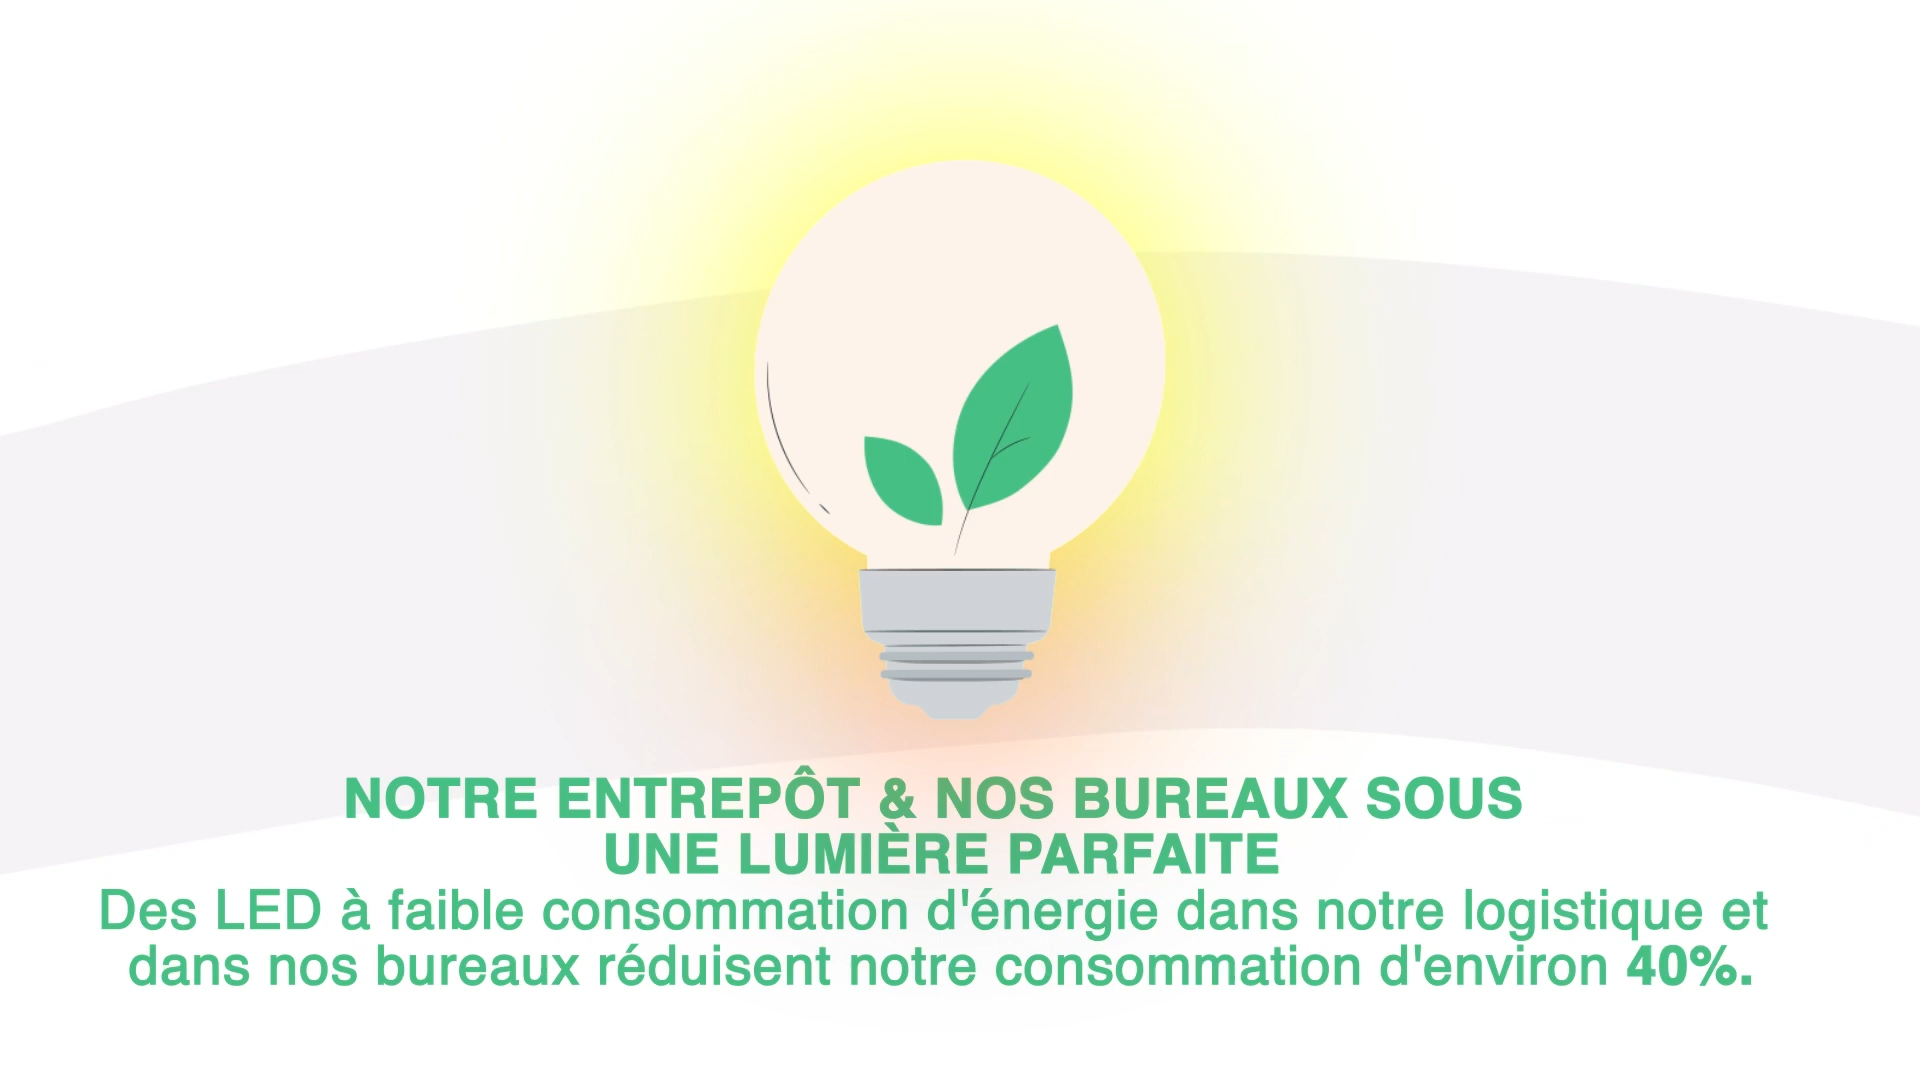 NOTRE ENTREPÔT & NOS BUREAUX SOUS
UNE LUMIÈRE PARFAITE
Des LED à faible consommation d'énergie dans notre logistique et
dans nos bureaux réduisent notre consommation d'environ 40%.